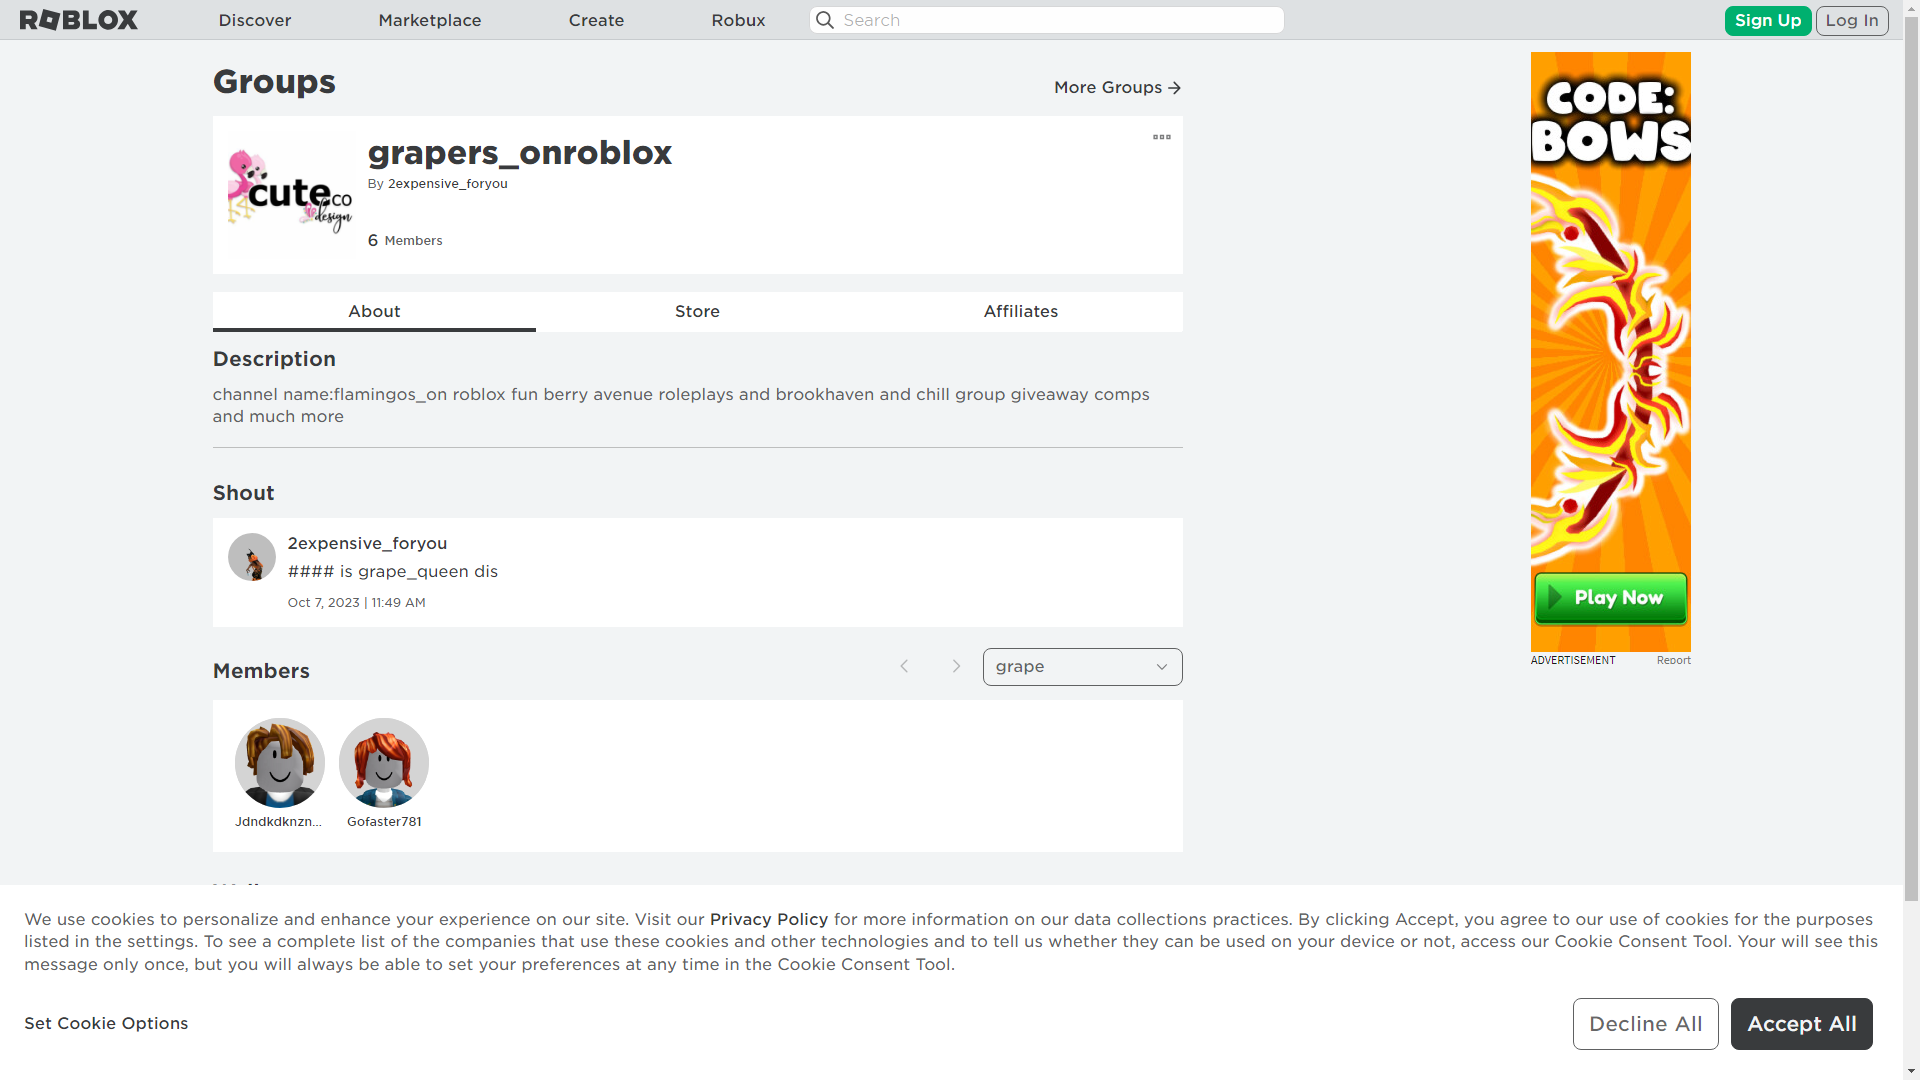 ROBLOX
Discover
Marketplace
Create
Robux
Search
Sign Up
Log In
Groups
More Groups
cute.co
design
grapers_onroblox
By 2expensive_foryou
6 Members
About
Store
Affiliates
Description
channel name:flamingos_on roblox fun berry avenue roleplays and brookhaven and chill group giveaway comps
and much more
Shout
2expensive_foryou
#### is grape_queen dis
Oct 7, 2023 | 11:49 AM
Members
grape
Jdndkdknzn...
Gofaster781
CODE:
BOWS
Play Now
ADVERTISEMENT
Report
We use cookies to personalize and enhance your experience on our site. Visit our Privacy Policy for more information on our data collections practices. By clicking Accept, you agree to our use of cookies for the purposes
listed in the settings. To see a complete list of the companies that use these cookies and other technologies and to tell us whether they can be used on your device or not, access our Cookie Consent Tool. Your will see this
message only once, but you will always be able to set your preferences at any time in the Cookie Consent Tool.
Set Cookie Options
Decline All
Accept All